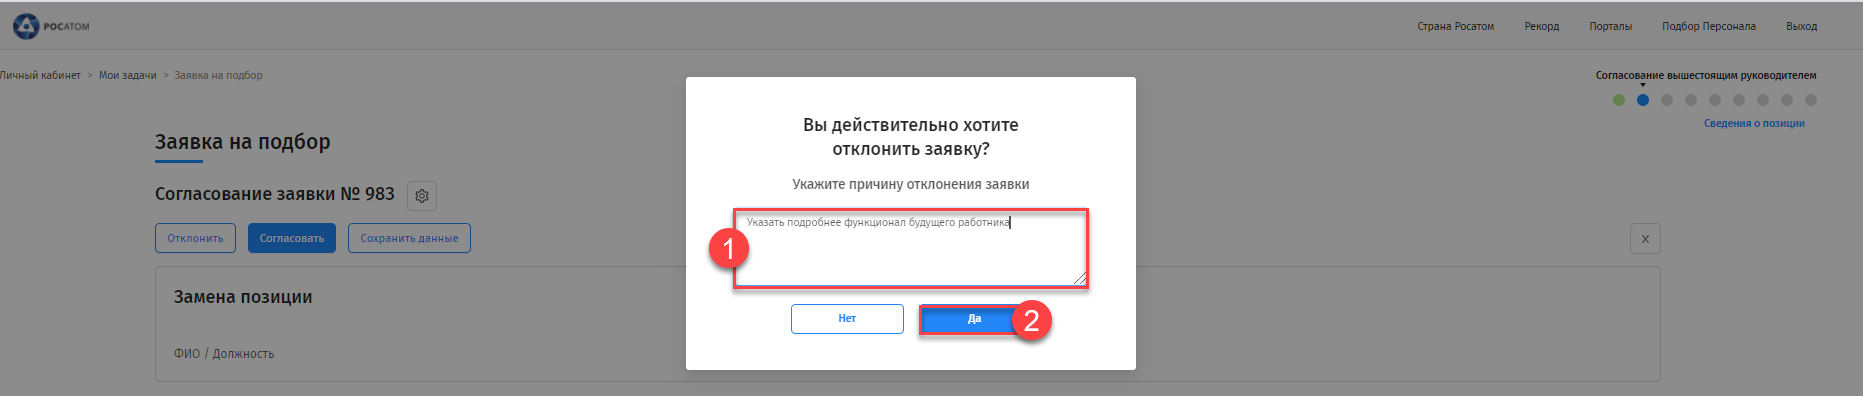 РОСАТОМ
Страна Росатом Рекорд Порталы Подбор Персонала Выход
Личный кабинет > Мои задачи > Заявка на подбор
Согласование вышестоящим руководителем
Сведения о позиции
Заявка на подбор
Согласование заявки № 983
Отклонить Согласовать Сохранить данные X
Замена позиции
ФИО / Должность
Вы действительно хотите
отклонить заявку?
Укажите причину отклонения заявки
Указать подробнее функционал будущего работника
1
Нет Да 2